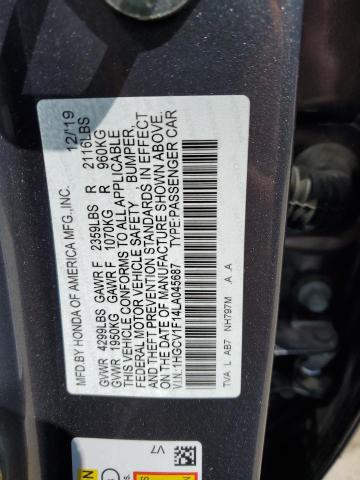 MFD.BY HONDA OF AMERICA MFG.,INC. 12/'19
GVWR 4299LBS GAWR F 2359LBS R 2116LBS
GVWR 1950KG GAWR F 1070KG R 960KG
THIS VEHICLE CONFORMS TO ALL APPLICABLE
FEDERAL MOTOR VEHICLE SAFETY, BUMPER,
AND THEFT PREVENTION STANDARDS IN EFFECT
ON THE DATE OF MANUFACTURE SHOWN ABOVE.
V.I.N.:1HGCV1F14LA045687 TYPE:PASSENGER CAR
TVA L AB7 NH797M A A
V7